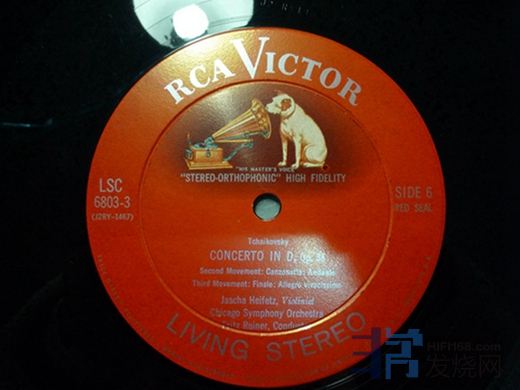 RCA VICTOR
"HIS MASTER'S VOICE"
"STEREO-ORTHOPHONIC" HIGH FIDELITY
LSC
6803-3
(J2RY-1467)
SIDE 6
RED SEAL
Tchaikovsky
CONCERTO IN D, Op. 35
Second Movement: Canzonetta: Andante
Third Movement: Finale: Allegro vivacissimo
Jascha Heifetz, Violinist
Chicago Symphony Orchestra
Fritz Reiner, Conductor
LIVING STEREO
HIFI168.com
发烧网